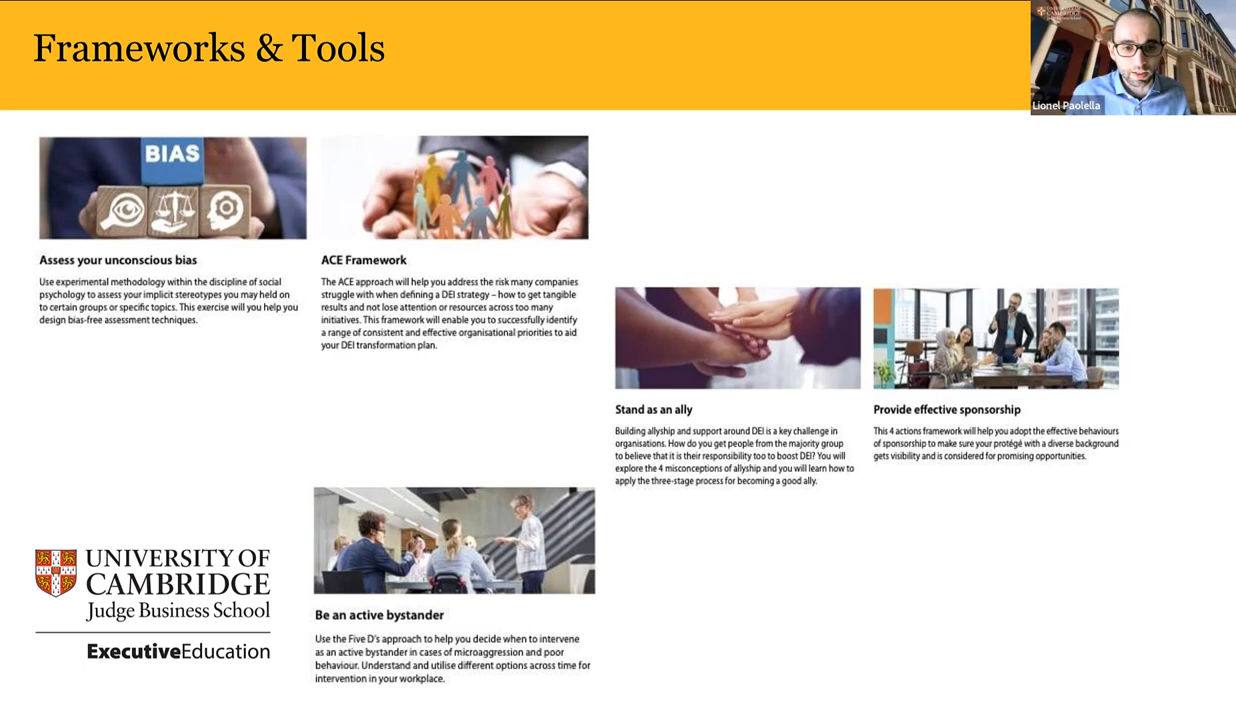 Frameworks & Tools
UNIVERSITY OF
CAMBRIDGE
Judge Business School
Lionel Paolella
BIAS
Assess your unconscious bias
Use experimental methodology within the discipline of social
psychology to assess your implicit stereotypes you may held on
to certain groups or specific topics. This exercise will you help you
design bias-free assessment techniques.
ACE Framework
The ACE approach will help you address the risk many companies
struggle with when defining a DEI strategy – how to get tangible
results and not lose attention or resources across too many
initiatives. This framework will enable you to successfully identify
a range of consistent and effective organisational priorities to aid
your DEI transformation plan.
Stand as an ally
Building allyship and support around DEI is a key challenge in
organisations. How do you get people from the majority group
to believe that it is their responsibility too to boost DEI? You will
explore the 4 misconceptions of allyship and you will learn how to
apply the three-stage process for becoming a good ally.
Provide effective sponsorship
This 4 actions framework will help you adopt the effective behaviours
of sponsorship to make sure your protégé with a diverse background
gets visibility and is considered for promising opportunities.
Be an active bystander
Use the Five D's approach to help you decide when to intervene
as an active bystander in cases of microaggression and poor
behaviour. Understand and utilise different options across time for
intervention in your workplace.
UNIVERSITY OF
CAMBRIDGE
Judge Business School
ExecutiveEducation